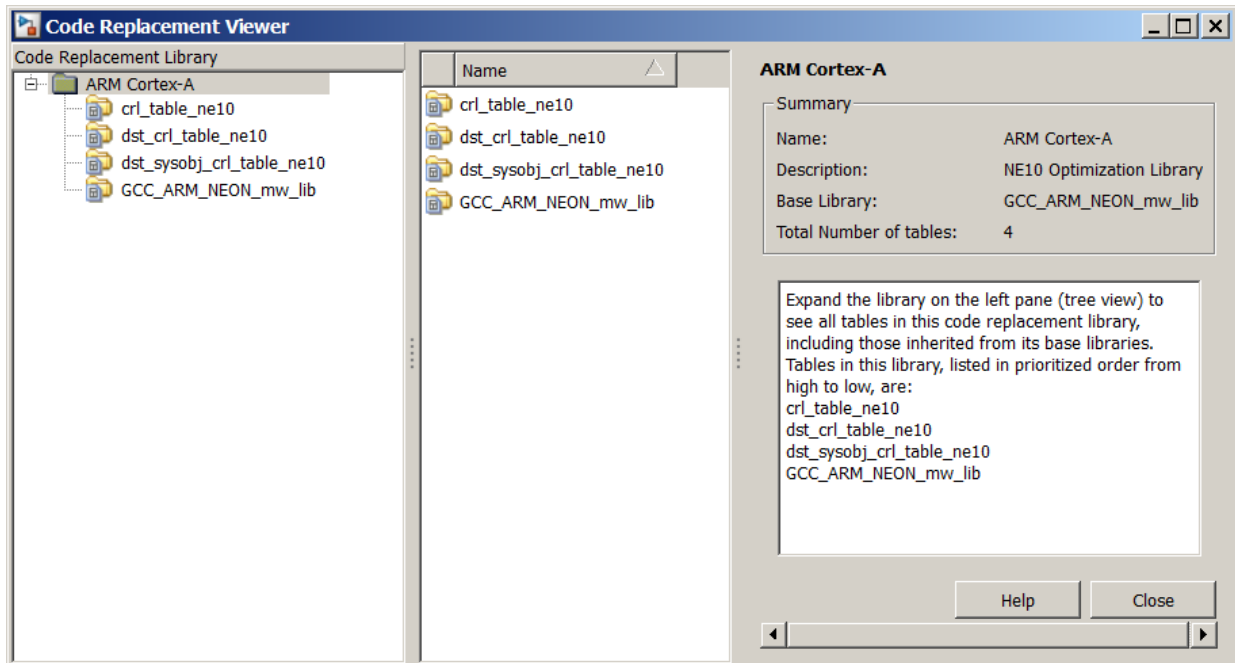 Code Replacement Viewer
Code Replacement Library
ARM Cortex-A
crl_table_ne10
dst_crl_table_ne10
dst_sysobj_crl_table_ne10
GCC_ARM_NEON_mw_lib
Name
crl_table_ne10
dst_crl_table_ne10
dst_sysobj_crl_table_ne10
GCC_ARM_NEON_mw_lib
ARM Cortex-A
Summary
Name: ARM Cortex-A
Description: NE10 Optimization Library
Base Library: GCC_ARM_NEON_mw_lib
Total Number of tables: 4
Expand the library on the left pane (tree view) to
see all tables in this code replacement library,
including those inherited from its base libraries.
Tables in this library, listed in prioritized order from
high to low, are:
crl_table_ne10
dst_crl_table_ne10
dst_sysobj_crl_table_ne10
GCC_ARM_NEON_mw_lib
Help Close